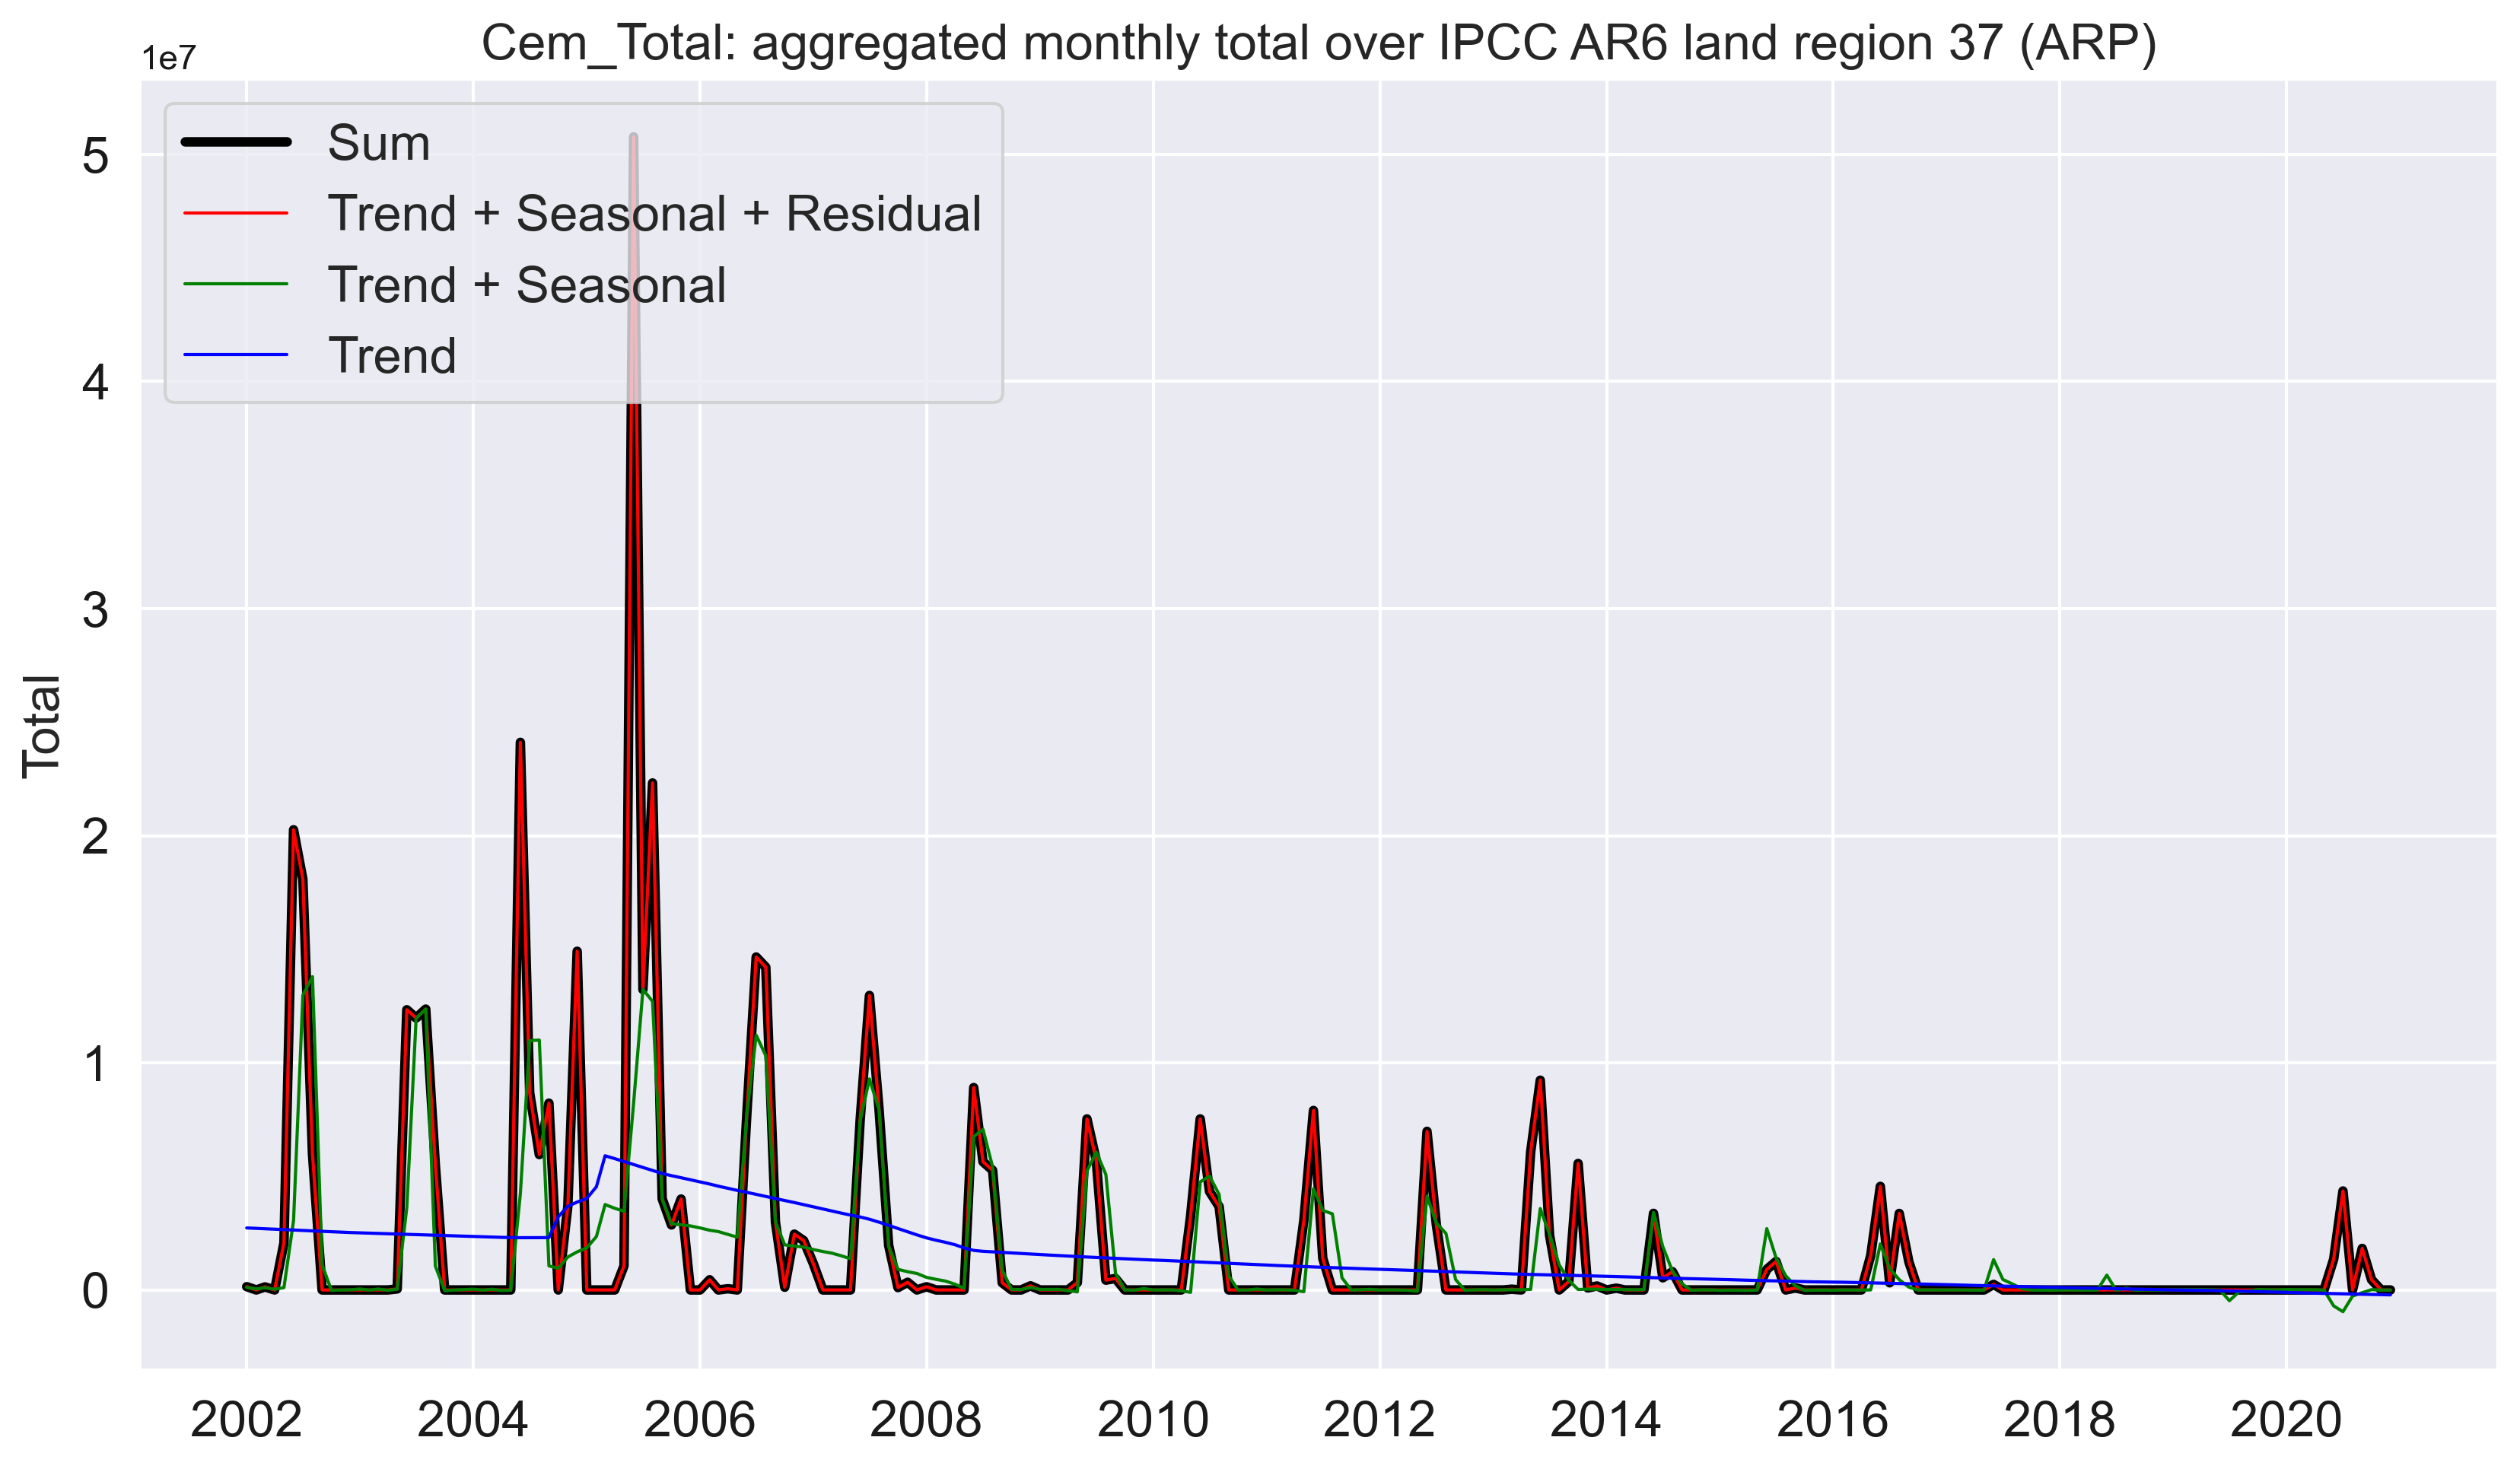 Cem_Total: aggregated monthly total over IPCC AR6 land region 37 (ARP)
1e7
Sum
Trend + Seasonal + Residual
Trend + Seasonal
Trend
5
4
3
2
1
0
Total
2002 2004 2006 2008 2010 2012 2014 2016 2018 2020